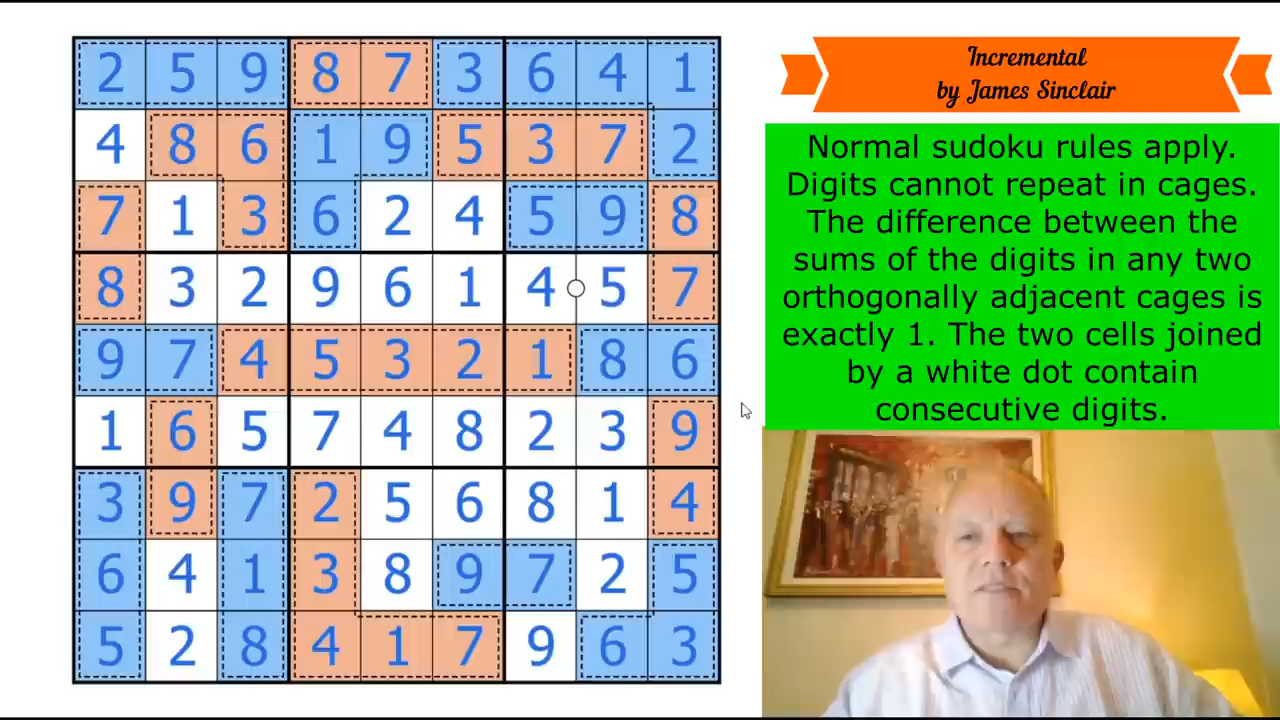 Incremental
by James Sinclair
Normal sudoku rules apply.
Digits cannot repeat in cages.
The difference between the
sums of the digits in any two
orthogonally adjacent cages is
exactly 1. The two cells joined
by a white dot contain
consecutive digits.
2 5 9 8 7 3 6 4 1
4 8 6 1 9 5 3 7 2
7 1 3 6 2 4 5 9 8
8 3 2 9 6 1 4 5 7
9 7 4 5 3 2 1 8 6
1 6 5 7 4 8 2 3 9
3 9 7 2 5 6 8 1 4
6 4 1 3 8 9 7 2 5
5 2 8 4 1 7 9 6 3